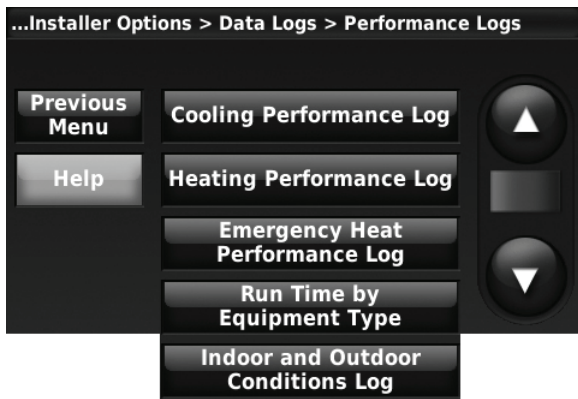 ...Installer Options > Data Logs > Performance Logs
Previous
Menu
Help
Cooling Performance Log
Heating Performance Log
Emergency Heat
Performance Log
Run Time by
Equipment Type
Indoor and Outdoor
Conditions Log